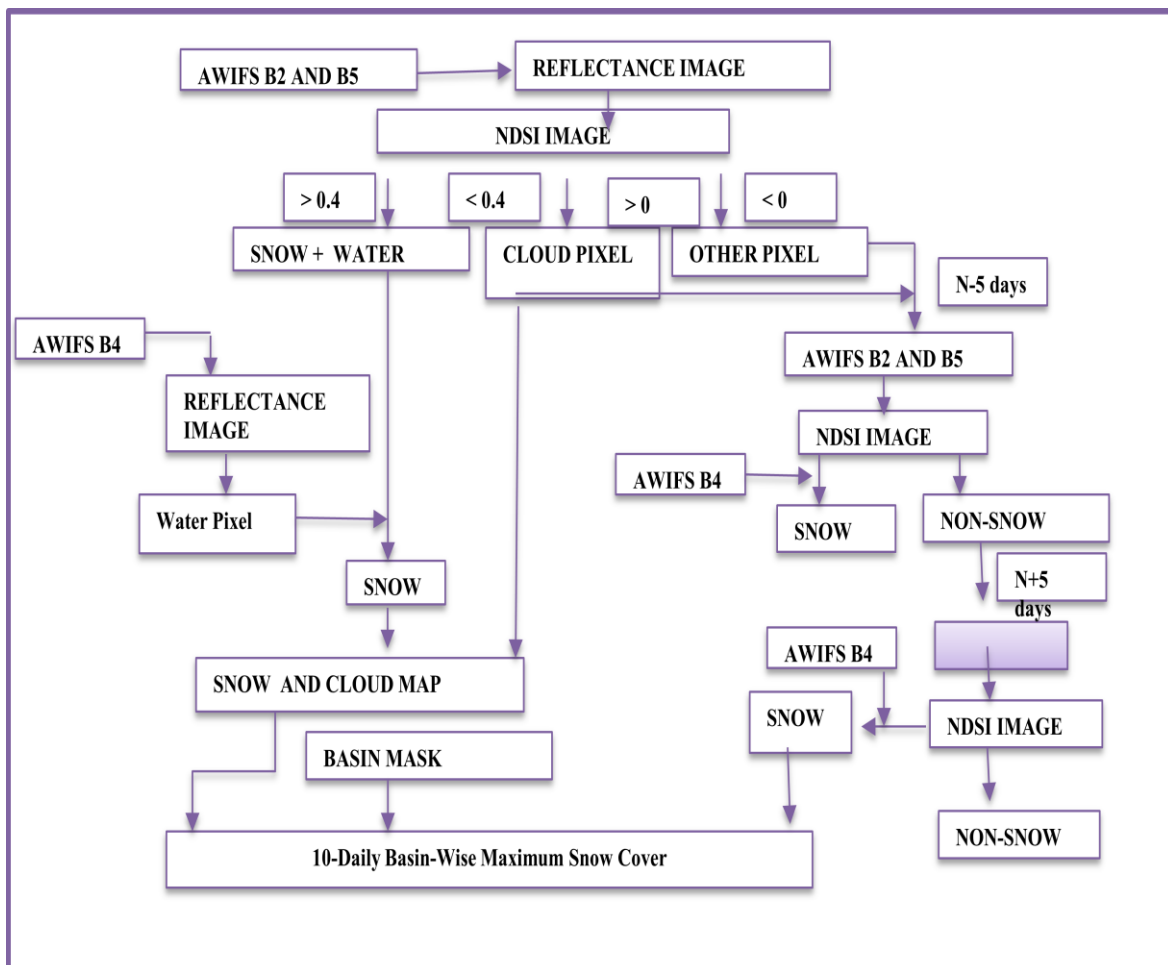 AWIFS B2 AND B5
REFLECTANCE IMAGE
NDSI IMAGE
> 0.4
< 0.4
> 0
< 0
SNOW + WATER
CLOUD PIXEL
OTHER PIXEL
N-5 days
AWIFS B4
AWIFS B2 AND B5
REFLECTANCE
IMAGE
NDSI IMAGE
AWIFS B4
Water Pixel
SNOW
NON-SNOW
SNOW
N+5
days
AWIFS B4
SNOW AND CLOUD MAP
SNOW
NDSI IMAGE
BASIN MASK
NON-SNOW
10-Daily Basin-Wise Maximum Snow Cover